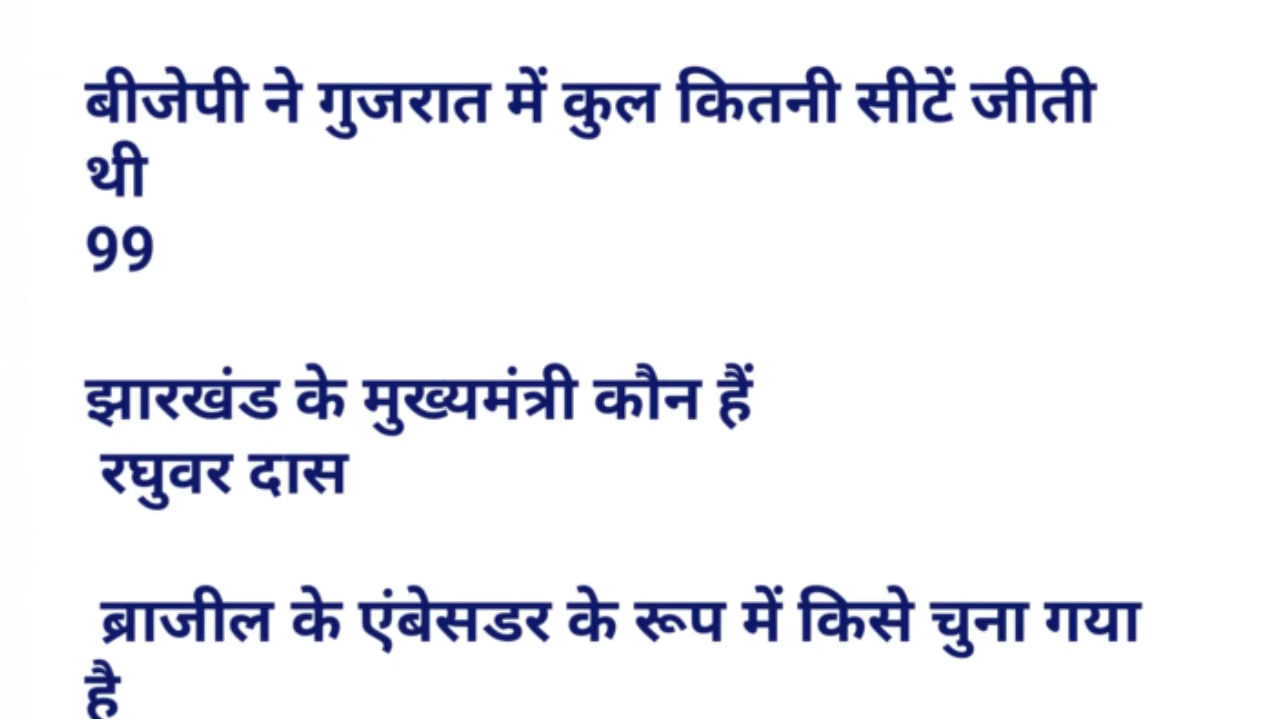 बीजेपी ने गुजरात में कुल कितनी सीटें जीती
थी
99
झारखंड के मुख्यमंत्री कौन हैं
रघुवर दास
ब्राजील के एंबेसडर के रूप में किसे चुना गया
है